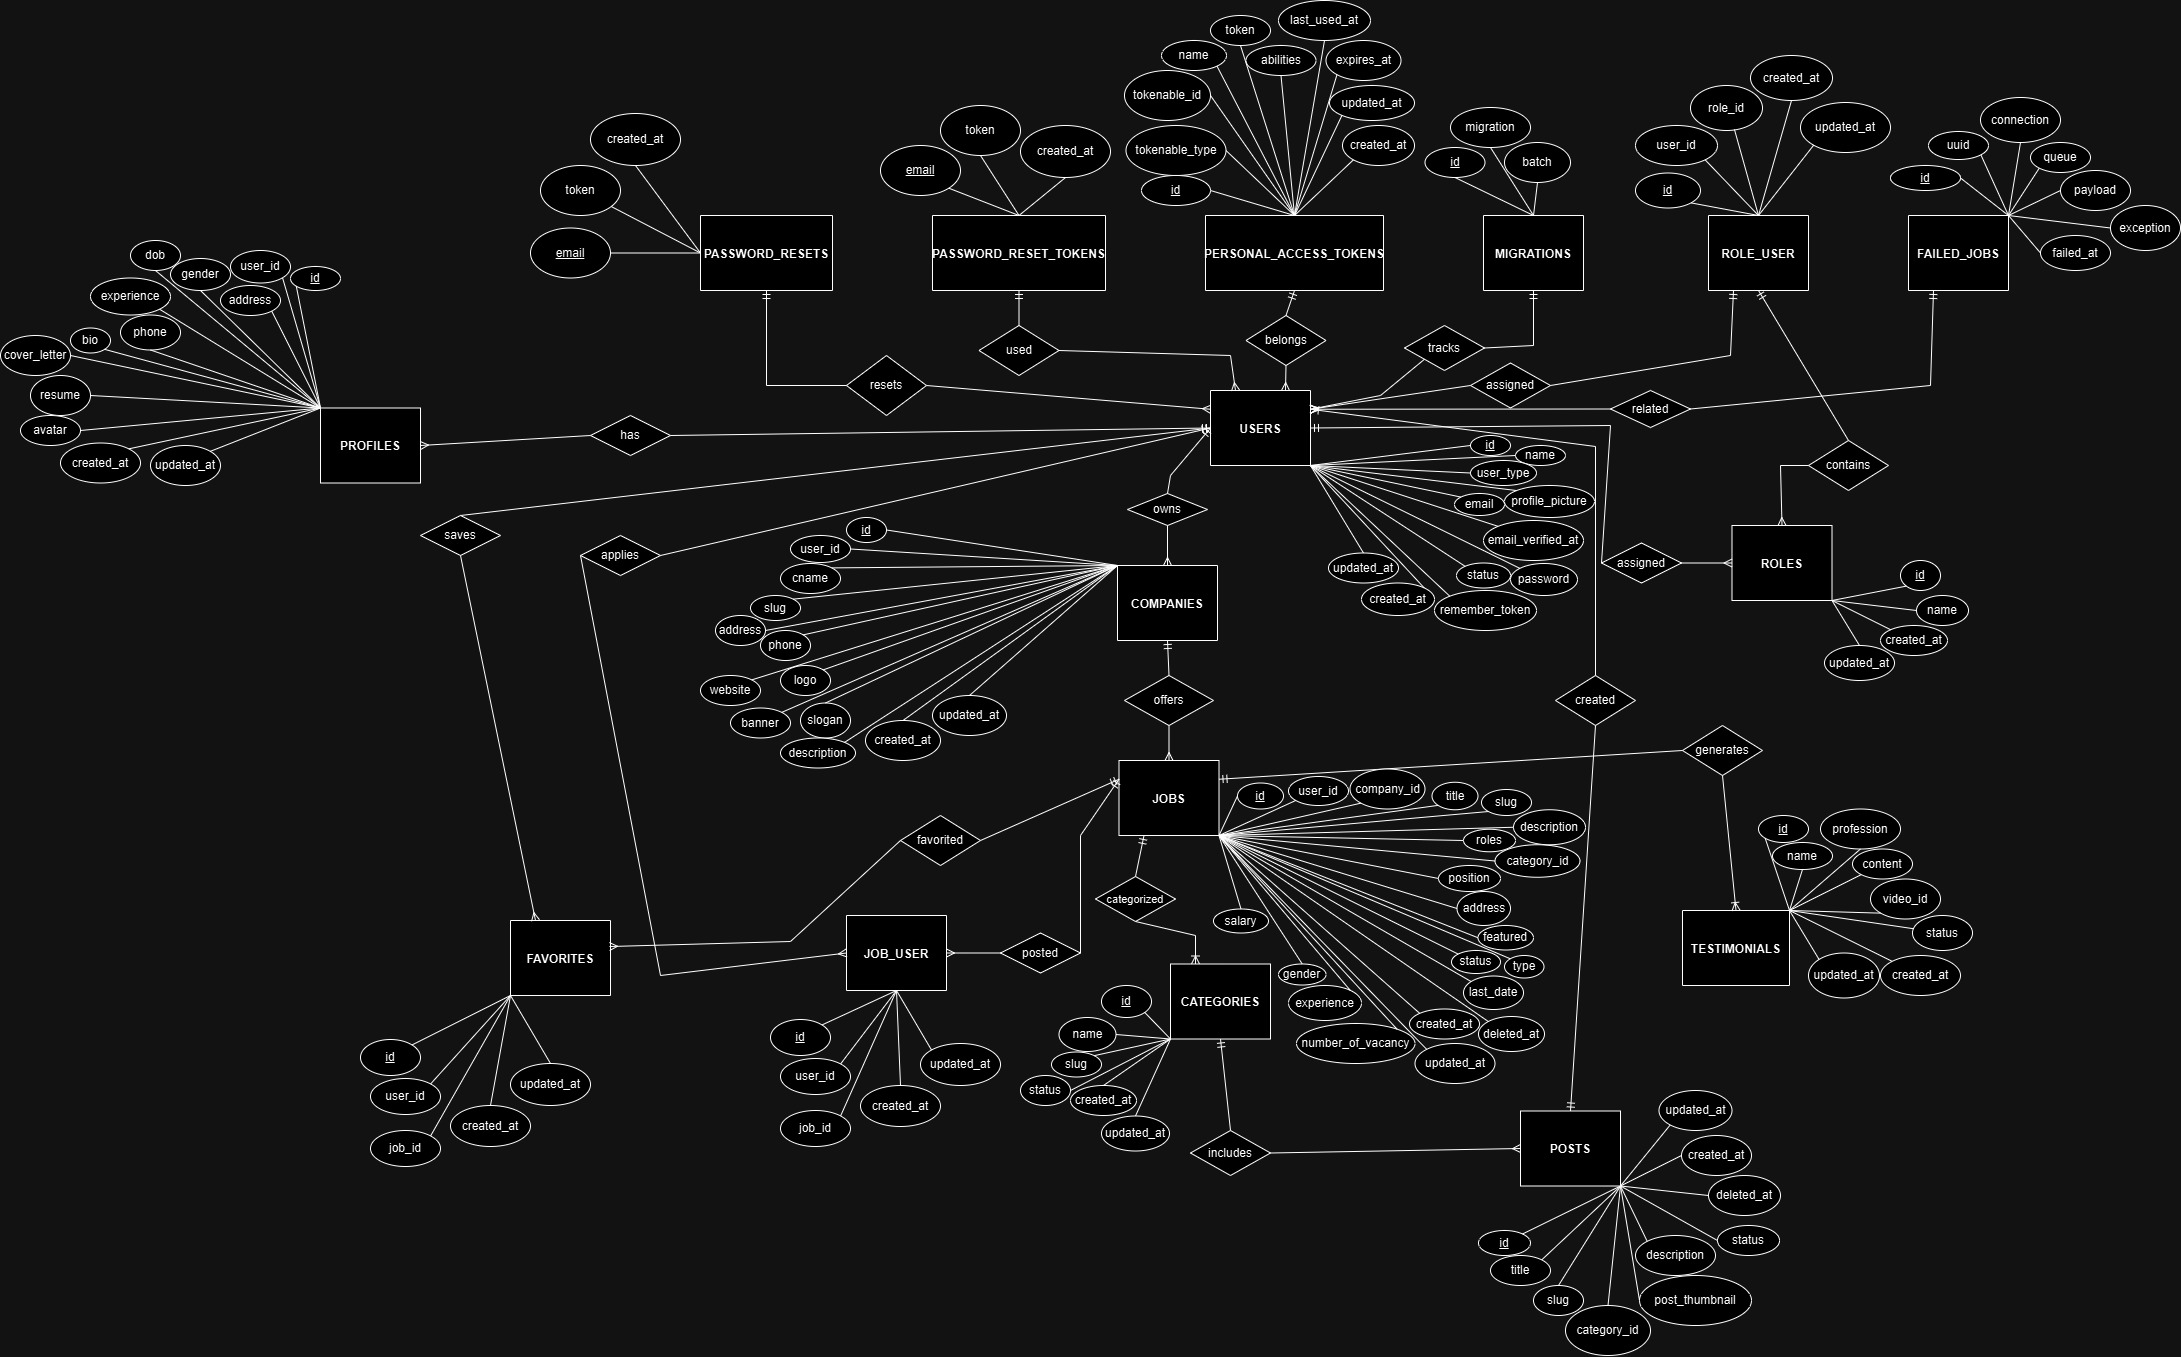 last_used_at
token
name
abilities
expires_at
tokenable_id
updated_at
tokenable_type
created_at
id
PERSONAL_ACCESS_TOKENS
created_at
token
email
PASSWORD_RESETS
token
email
created_at
PASSWORD_RESET_TOKENS
migration
id
batch
MIGRATIONS
created_at
role_id
updated_at
user_id
id
ROLE_USER
connection
uuid
queue
id
payload
exception
failed_at
FAILED_JOBS
dob
gender
user_id
id
experience
address
phone
bio
cover_letter
resume
avatar
created_at
updated_at
PROFILES
resets
used
belongs
tracks
assigned
related
has
USERS
id
name
user_type
email
profile_picture
email_verified_at
updated_at
status
password
created_at
remember_token
contains
assigned
ROLES
id
name
created_at
updated_at
saves
applies
owns
id
user_id
cname
slug
address
phone
website
logo
banner
slogan
description
created_at
updated_at
COMPANIES
offers
created
generates
JOBS
id
user_id
company_id
title
slug
description
roles
category_id
position
address
salary
featured
status
type
gender
last_date
experience
created_at
deleted_at
number_of_vacancy
updated_at
id
profession
name
content
video_id
status
updated_at
created_at
TESTIMONIALS
favorited
categorized
posted
FAVORITES
id
user_id
job_id
created_at
updated_at
JOB_USER
id
user_id
job_id
created_at
updated_at
CATEGORIES
id
name
slug
status
created_at
updated_at
includes
POSTS
updated_at
created_at
deleted_at
status
id
title
description
slug
post_thumbnail
category_id